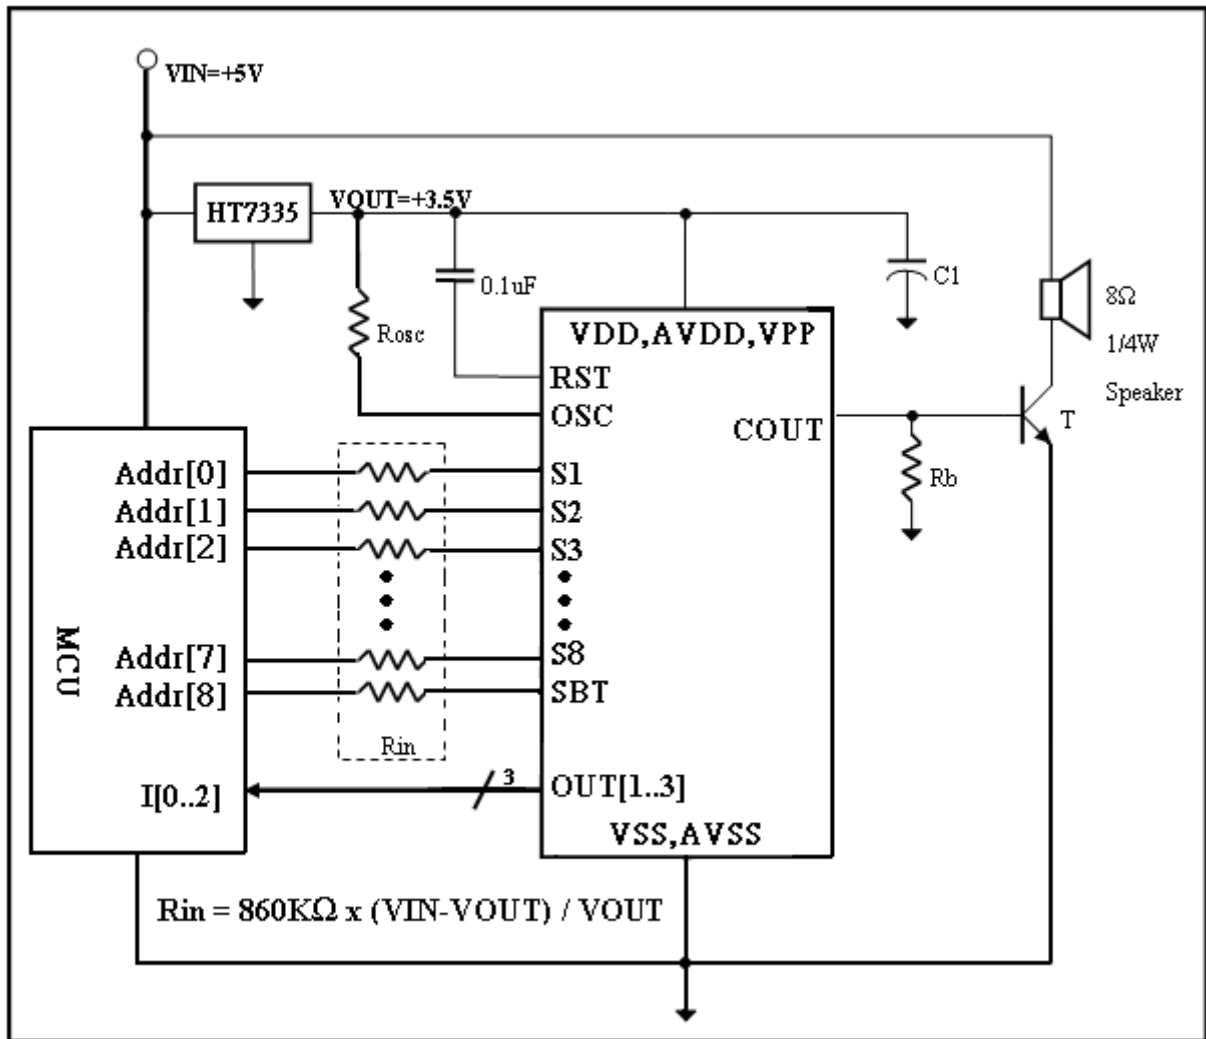 VIN=+5V
HT7335
VOUT=+3.5V
0.1uF
Rosc
C1
8Ω
1/4W
Speaker
T
Rb
VDD,AVDD,VPP
RST
OSC
COUT
S1
S2
S3
S8
SBT
OUT[1..3]
VSS,AVSS
3
Rin
MCU
Addr[0]
Addr[1]
Addr[2]
Addr[7]
Addr[8]
I[0..2]
Rin = 860KΩ x (VIN-VOUT) / VOUT